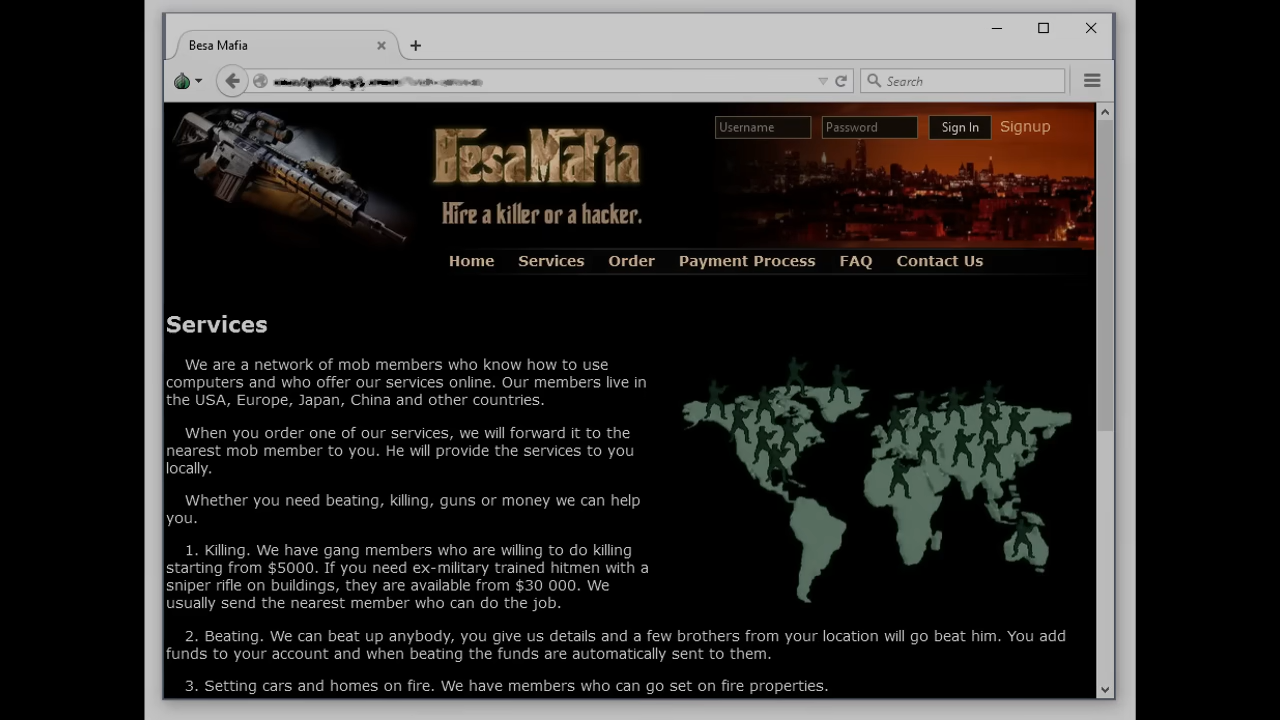 Besa Mafia
Search
Username
Password
Sign In
Signup
BesaMafia
Hire a killer or a hacker.
Home
Services
Order
Payment Process
FAQ
Contact Us
Services
We are a network of mob members who know how to use
computers and who offer our services online. Our members live in
the USA, Europe, Japan, China and other countries.
When you order one of our services, we will forward it to the
nearest mob member to you. He will provide the services to you
locally.
Whether you need beating, killing, guns or money we can help
you.
1. Killing. We have gang members who are willing to do killing
starting from $5000. If you need ex-military trained hitmen with a
sniper rifle on buildings, they are available from $30 000. We
usually send the nearest member who can do the job.
2. Beating. We can beat up anybody, you give us details and a few brothers from your location will go beat him. You add
funds to your account and when beating the funds are automatically sent to them.
3. Setting cars and homes on fire. We have members who can go set on fire properties.